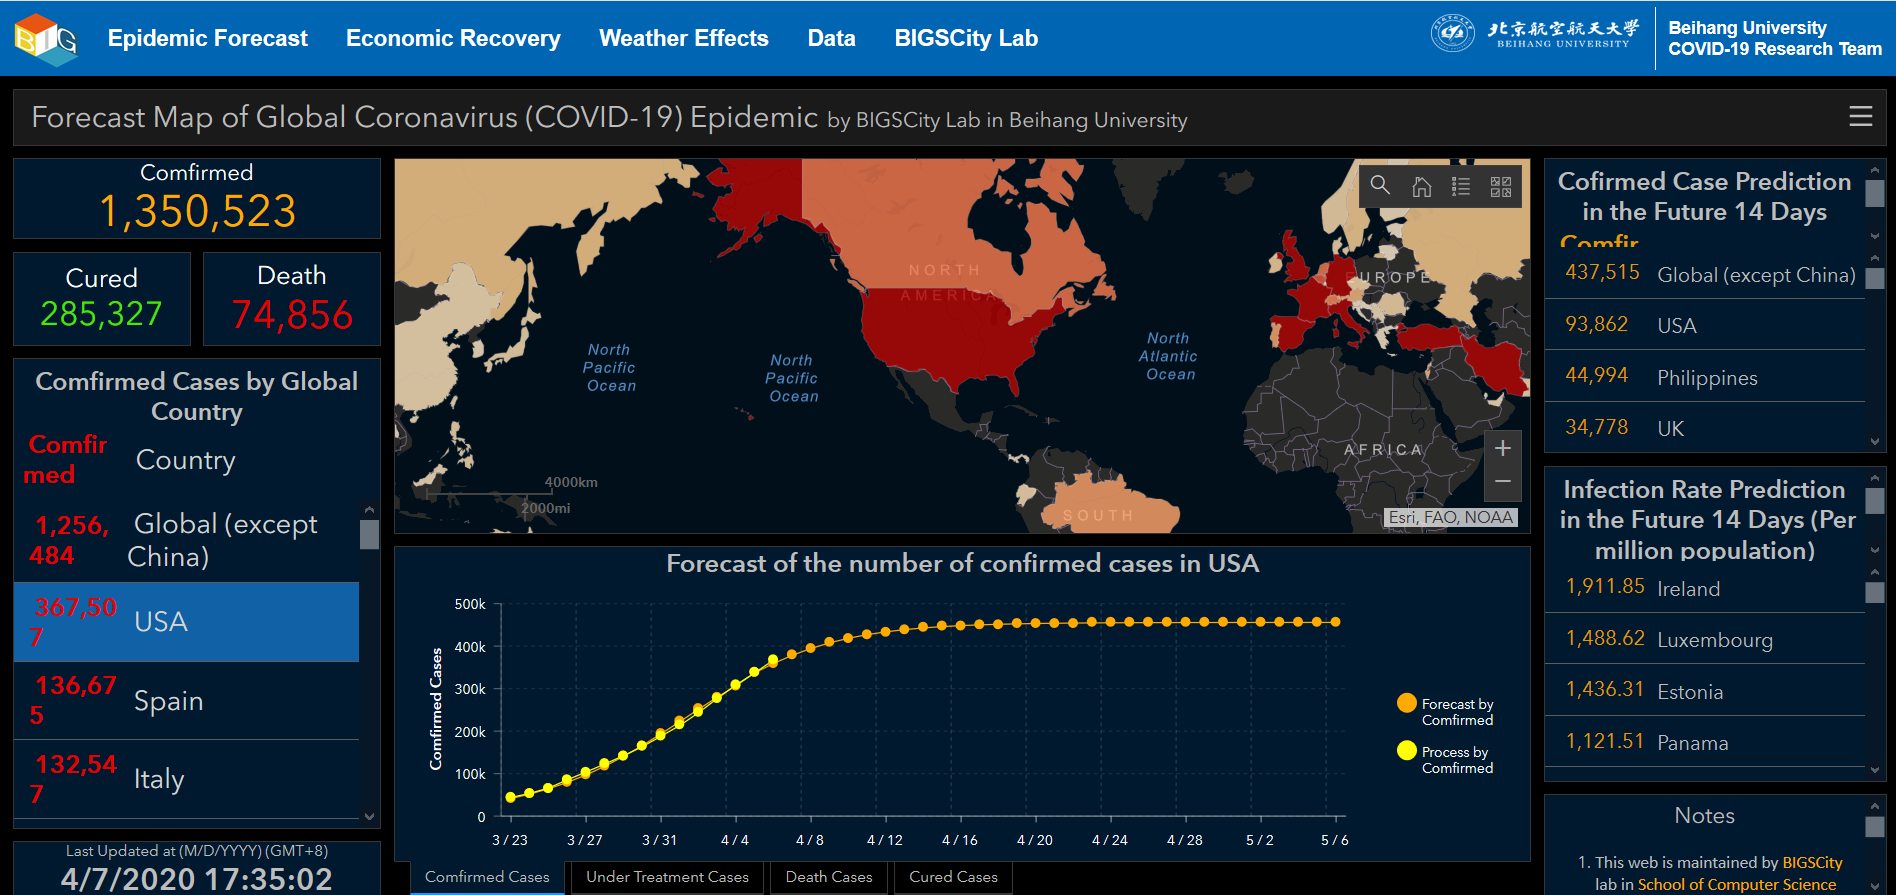 BIG
Epidemic Forecast
Economic Recovery
Weather Effects
Data
BIGSCity Lab
北京航空航天大学
BEIHANG UNIVERSITY
Beihang University
COVID-19 Research Team
Forecast Map of Global Coronavirus (COVID-19) Epidemic by BIGSCity Lab in Beihang University
Comfirmed
1,350,523
Cured
285,327
Death
74,856
Comfirmed Cases by Global
Country
Comfir
med
Country
1,256,
484
Global (except
China)
367,50
7
USA
136,67
5
Spain
132,54
7
Italy
Last Updated at (M/D/YYYY) (GMT+8)
4/7/2020 17:35:02
NORTH
AMERICA
EUROPE
North
Pacific
Ocean
North
Pacific
Ocean
North
Atlantic
Ocean
AFRICA
SOUTH
4000km
2000mi
+
−
Esri, FAO, NOAA
Forecast of the number of confirmed cases in USA
Comfirmed Cases
500k
400k
300k
200k
100k
0
3 / 23
3 / 27
3 / 31
4 / 4
4 / 8
4 / 12
4 / 16
4 / 20
4 / 24
4 / 28
5 / 2
5 / 6
Forecast by
Comfirmed
Process by
Comfirmed
Comfirmed Cases
Under Treatment Cases
Death Cases
Cured Cases
Cofirmed Case Prediction
in the Future 14 Days
Comfir
437,515 Global (except China)
93,862 USA
44,994 Philippines
34,778 UK
Infection Rate Prediction
in the Future 14 Days (Per
million population)
1,911.85 Ireland
1,488.62 Luxembourg
1,436.31 Estonia
1,121.51 Panama
Notes
1. This web is maintained by BIGSCity
lab in School of Computer Science